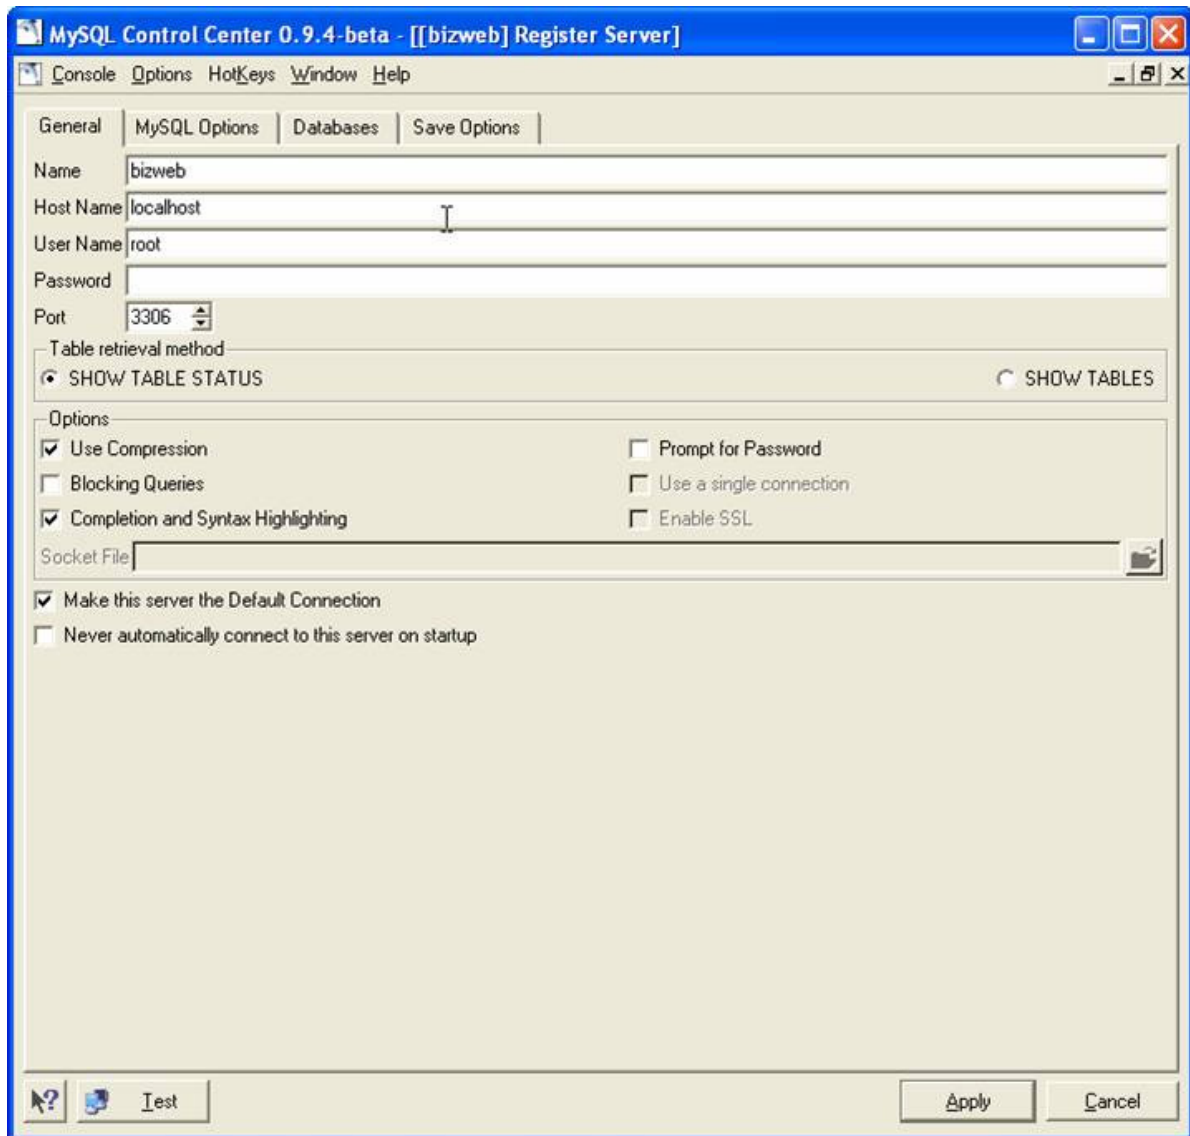 MySQL Control Center 0.9.4-beta - [[bizweb] Register Server]
Console Options HotKeys Window Help
General MySQL Options Databases Save Options
Name bizweb
Host Name localhost
User Name root
Password
Port 3306
Table retrieval method
SHOW TABLE STATUS SHOW TABLES
Options
Use Compression Prompt for Password
Blocking Queries Use a single connection
Completion and Syntax Highlighting Enable SSL
Socket File
Make this server the Default Connection
Never automatically connect to this server on startup
? Test Apply Cancel